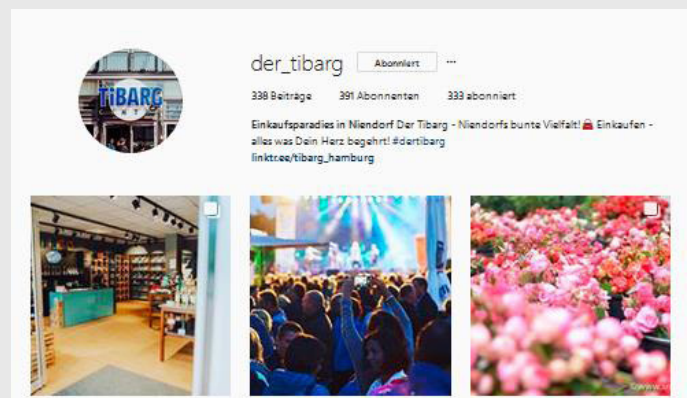 der_tibarg Abonniert ...
338 Beiträge 391 Abonnenten 333 abonniert
Einkaufsparadies in Niendorf Der Tibarg - Niendorfs bunte Vielfalt! Einkaufen -
alles was Dein Herz begehrt! #dertibarg
linktr.ee/tibarg_hamburg
TiBARG